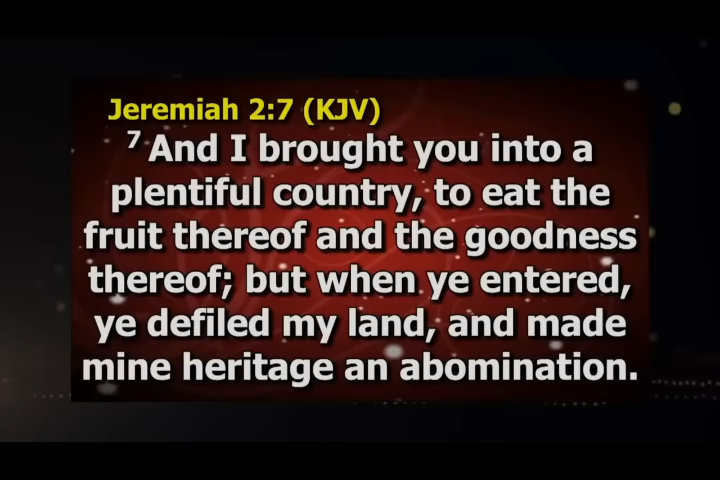 Jeremiah 2:7 (KJV)
7 And I brought you into a
plentiful country, to eat the
fruit thereof and the goodness
thereof; but when ye entered,
ye defiled my land, and made
mine heritage an abomination.